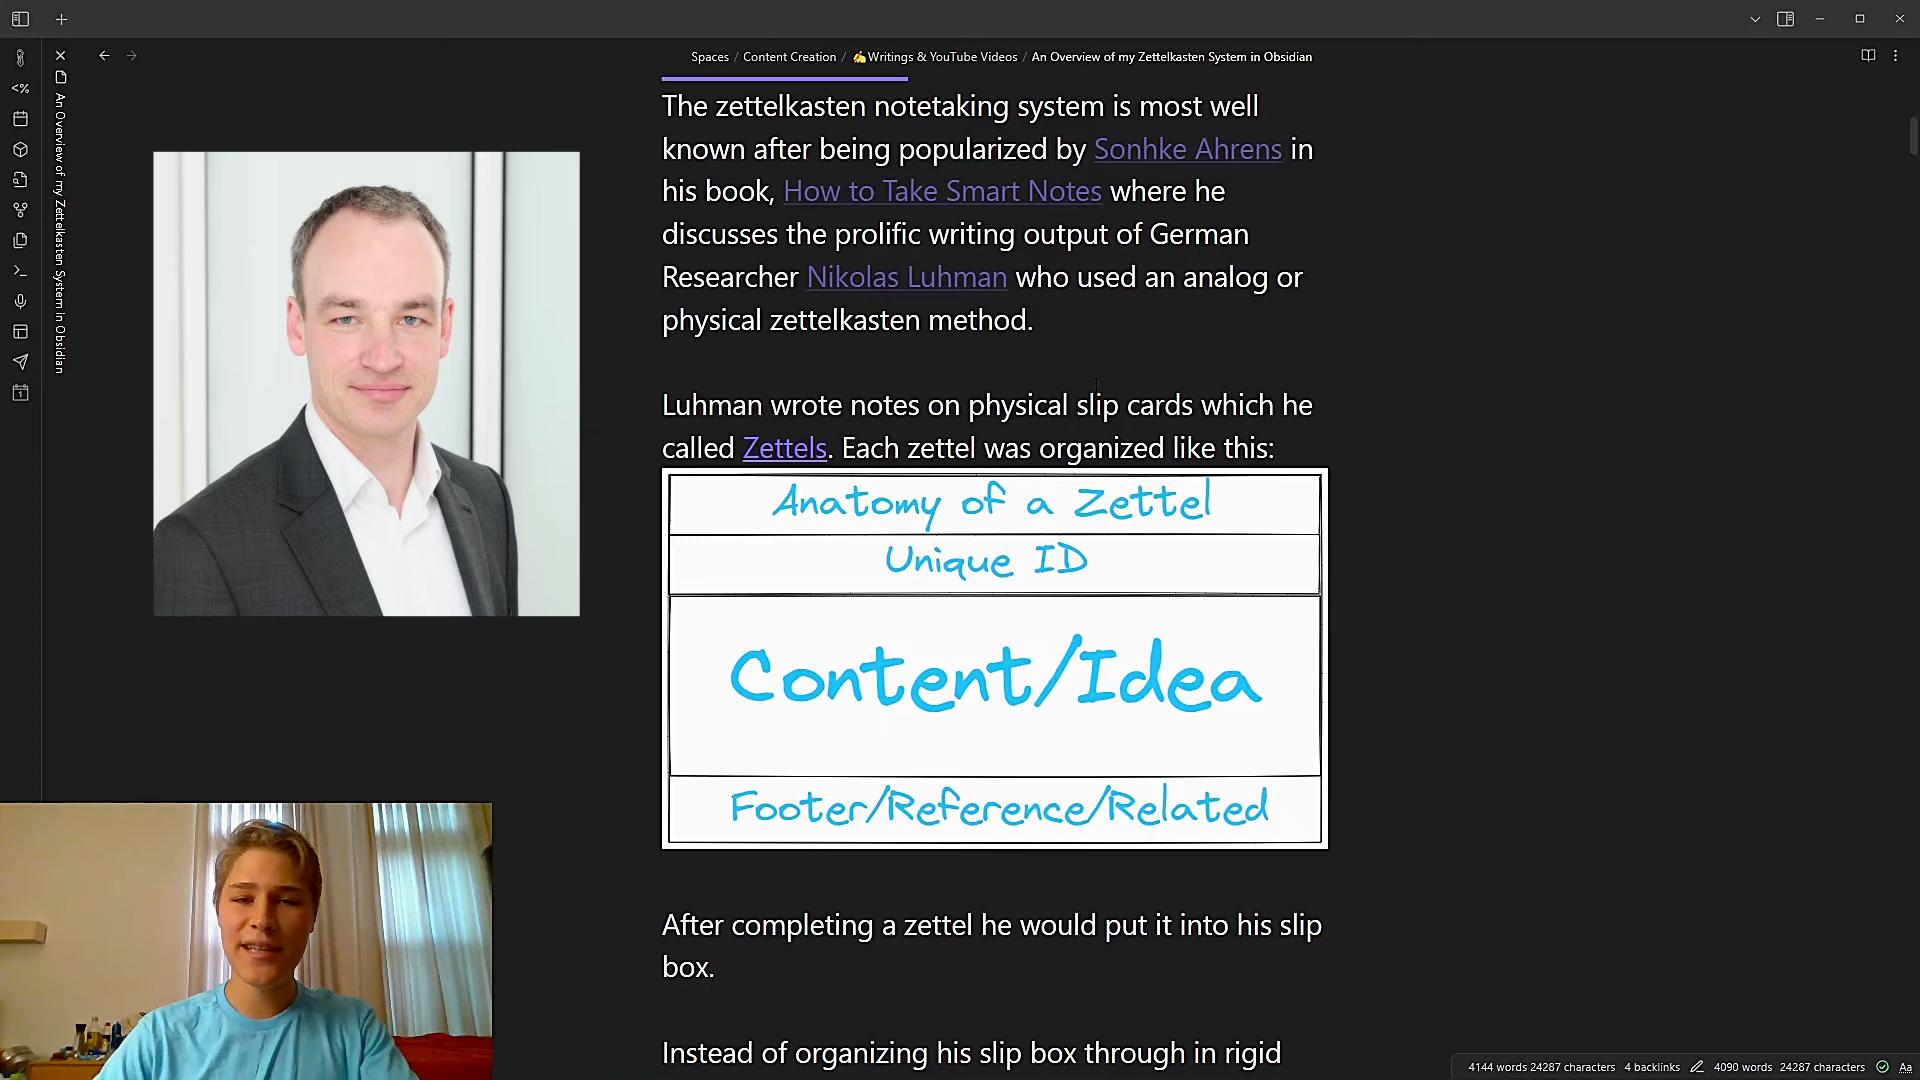 Spaces / Content Creation / ✍️Writings & YouTube Videos / An Overview of my Zettelkasten System in Obsidian
An Overview of my Zettelkasten System in Obsidian
The zettelkasten notetaking system is most well
known after being popularized by Sonhke Ahrens in
his book, How to Take Smart Notes where he
discusses the prolific writing output of German
Researcher Nikolas Luhman who used an analog or
physical zettelkasten method.
Luhman wrote notes on physical slip cards which he
called Zettels. Each zettel was organized like this:
Anatomy of a Zettel
Unique ID
Content/Idea
Footer/Reference/Related
After completing a zettel he would put it into his slip
box.
Instead of organizing his slip box through in rigid
4144 words 24287 characters 4 backlinks 4090 words 24287 characters Aa